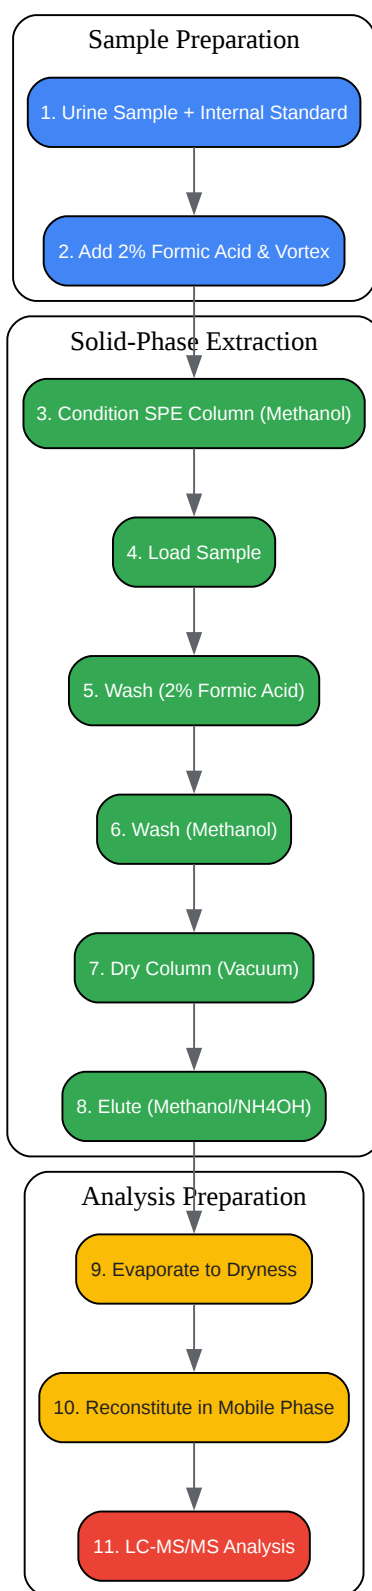 Sample Preparation
1. Urine Sample + Internal Standard
2. Add 2% Formic Acid & Vortex
Solid-Phase Extraction
3. Condition SPE Column (Methanol)
4. Load Sample
5. Wash (2% Formic Acid)
6. Wash (Methanol)
7. Dry Column (Vacuum)
8. Elute (Methanol/NH4OH)
Analysis Preparation
9. Evaporate to Dryness
10. Reconstitute in Mobile Phase
11. LC-MS/MS Analysis